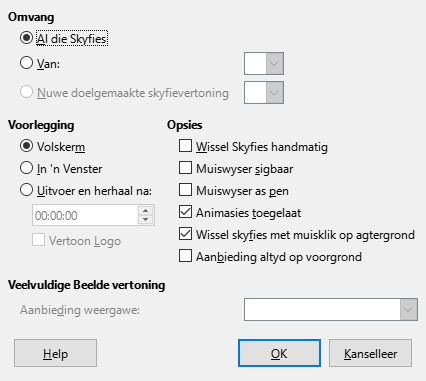 Omvang
Al die Skyfies
Van:
Nuwe doelgemaakte skyfievertoning
Voorlegging
Opsies
Volskerm
Wissel Skyfies handmatig
In 'n Venster
Muiswyser sigbaar
Uitvoer en herhaal na:
Muiswyser as pen
00:00:00
Animasies toegelaat
Vertoon Logo
Wissel skyfies met muisklik op agtergrond
Aanbieding altyd op voorgrond
Veelvuldige Beelde vertoning
Aanbieding weergawe:
Help
OK
Kanselleer